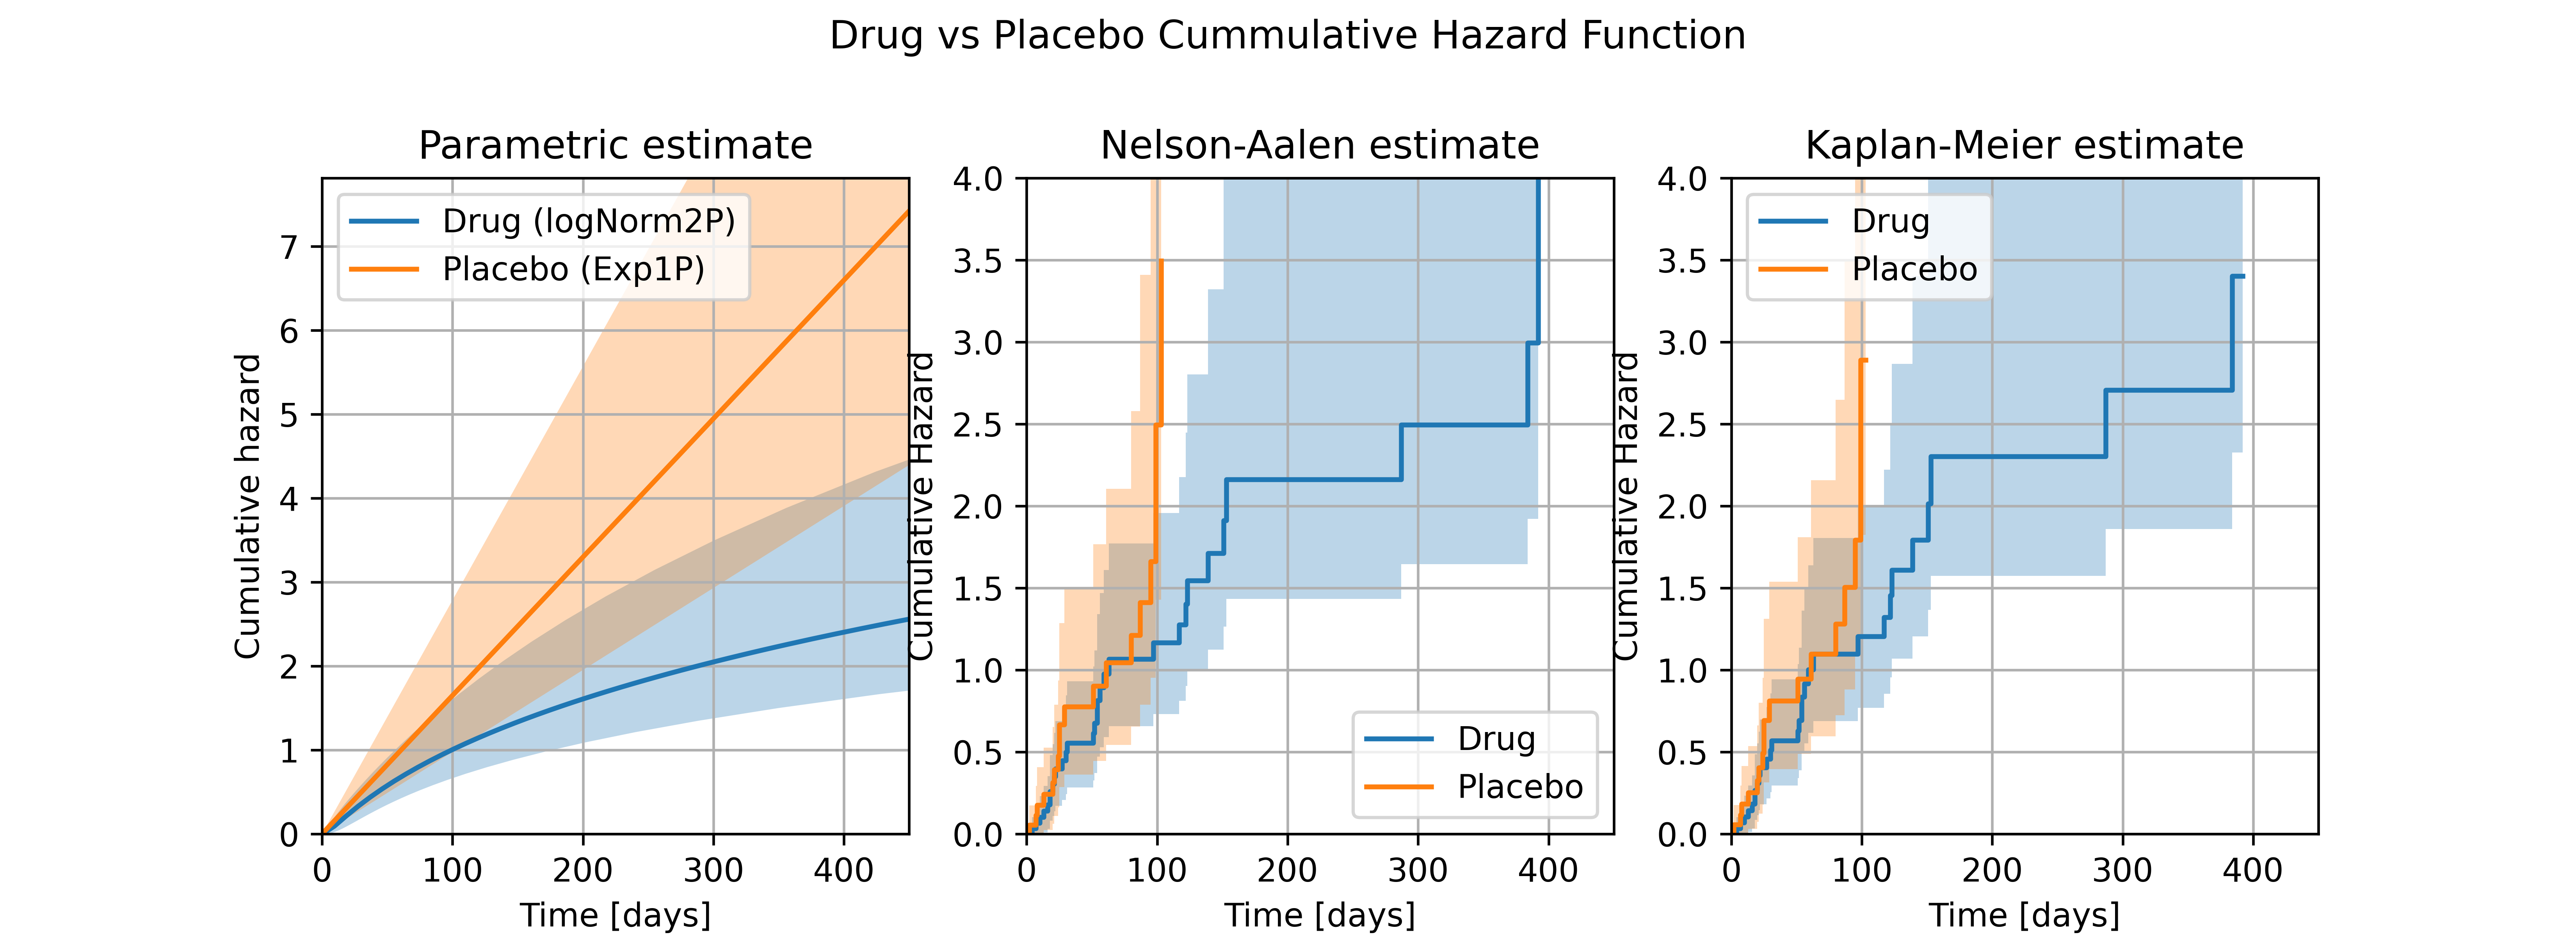 Drug vs Placebo Cummulative Hazard Function
Parametric estimate
Drug (logNorm2P)
Placebo (Exp1P)
Cumulative hazard
7
6
5
4
3
2
1
0
0 100 200 300 400
Time [days]
Nelson-Aalen estimate
Cumulative Hazard
4.0
3.5
3.0
2.5
2.0
1.5
1.0
0.5
0.0
Drug
Placebo
0 100 200 300 400
Time [days]
Kaplan-Meier estimate
Drug
Placebo
Cumulative Hazard
4.0
3.5
3.0
2.5
2.0
1.5
1.0
0.5
0.0
0 100 200 300 400
Time [days]